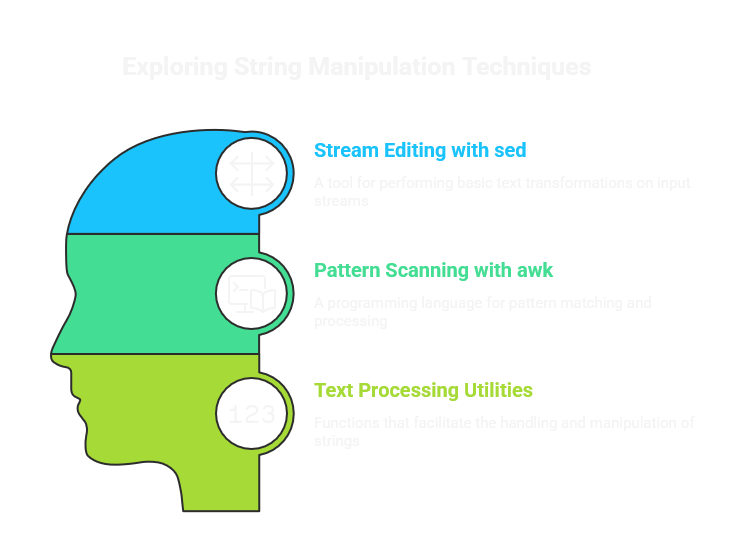 Exploring String Manipulation Techniques
Stream Editing with sed
A tool for performing basic text transformations on input
streams
Pattern Scanning with awk
A programming language for pattern matching and
processing
123
Text Processing Utilities
Functions that facilitate the handling and manipulation of
strings